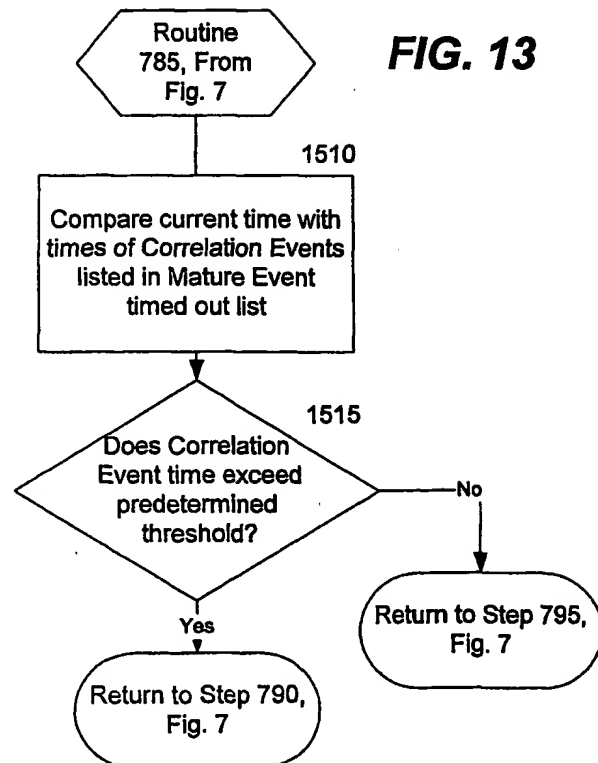 Routine
785, From
Fig. 7
FIG. 13
1510
Compare current time with
times of Correlation Events
listed in Mature Event
timed out list
1515
Does Correlation
Event time exceed
predetermined
threshold?
No
Return to Step 795,
Fig. 7
Yes
Return to Step 790,
Fig. 7